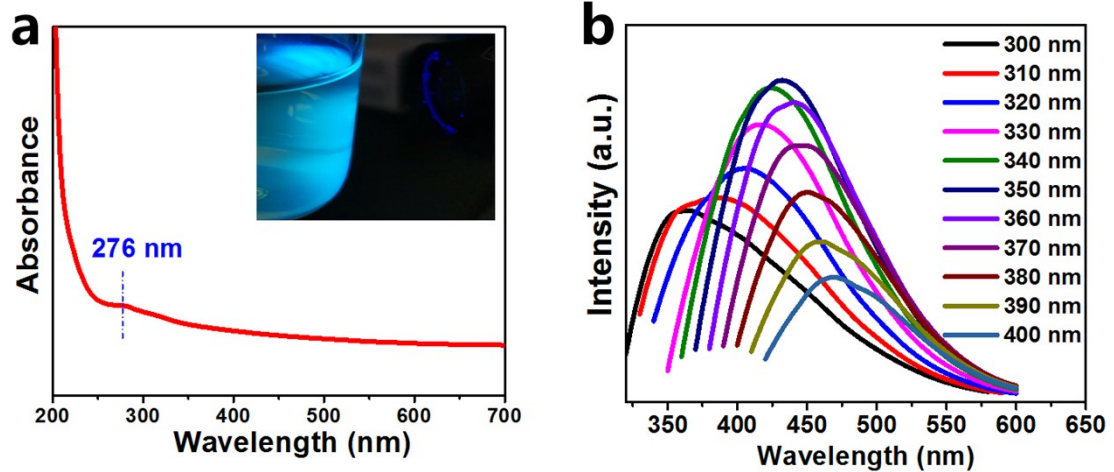 a
276 nm
Absorbance
200 300 400 500 600 700
Wavelength (nm)
b
300 nm
310 nm
320 nm
330 nm
340 nm
350 nm
360 nm
370 nm
380 nm
390 nm
400 nm
Intensity (a.u.)
350 400 450 500 550 600 650
Wavelength (nm)